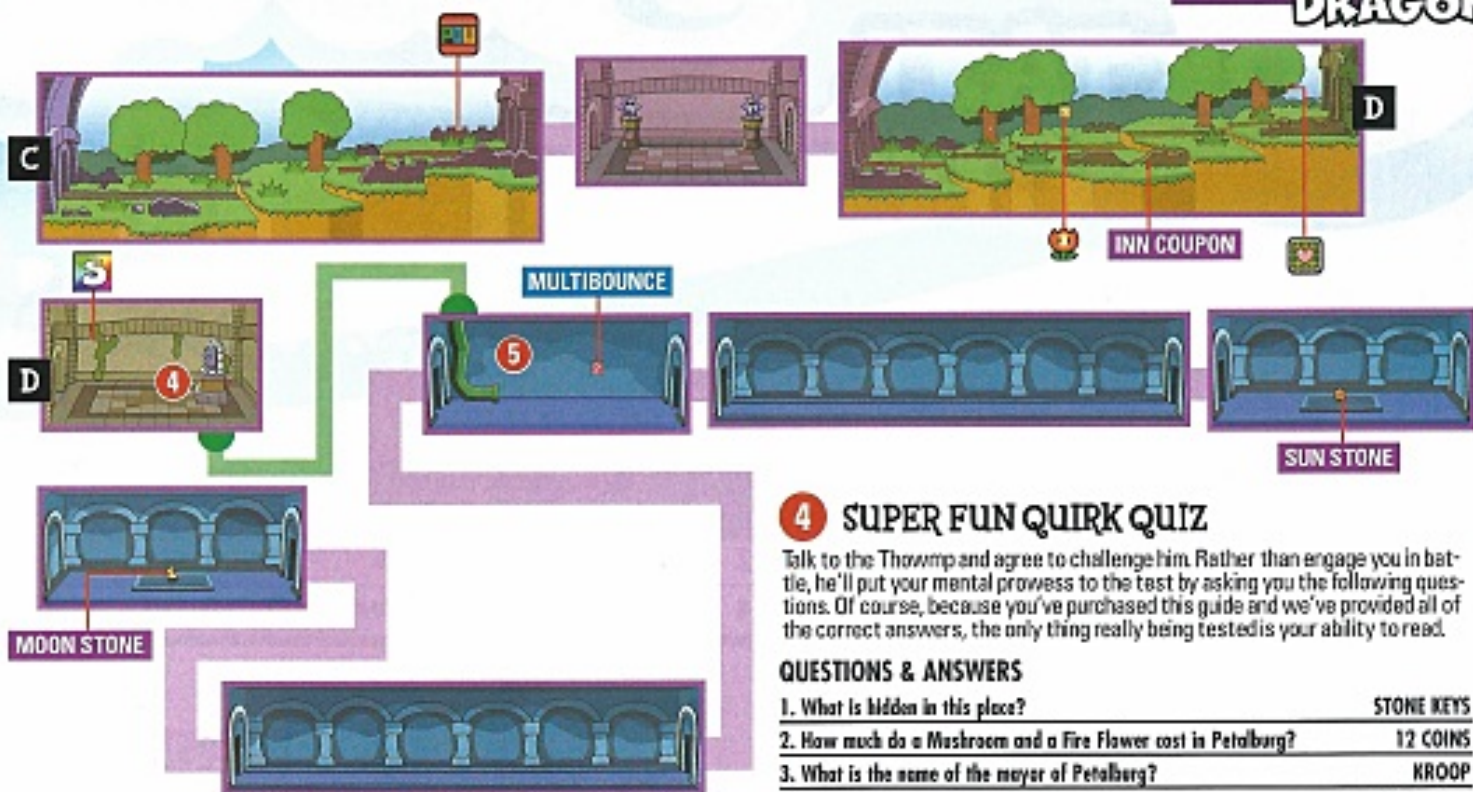 DRAGON
C
D
INN COUPON
S
MULTIBOUNCE
D
4
5
SUN STONE
MOON STONE
4 SUPER FUN QUIRK QUIZ
Talk to the Thowmp and agree to challenge him. Rather than engage you in bat-
tle, he'll put your mental prowess to the test by asking you the following ques-
tions. Of course, because you've purchased this guide and we've provided all of
the correct answers, the only thing really being tested is your ability to read.
QUESTIONS & ANSWERS
1. What is hidden in this place? STONE KEYS
2. How much do a Mushroom and a Fire Flower cost in Petalburg? 12 COINS
3. What is the name of the mayor of Petalburg? KROOP